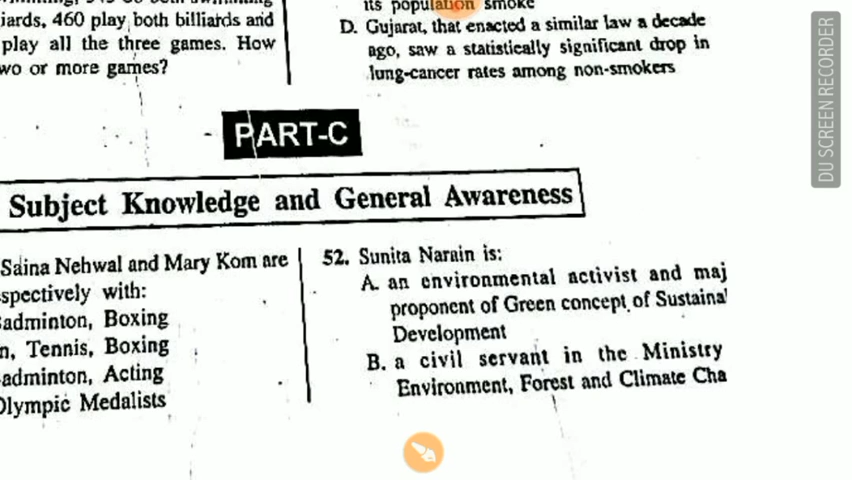 iards, 460 play both billiards and
play all the three games. How
wo or more games?
its population smoke
D. Gujarat, that enacted a similar law a decade
ago, saw a statistically significant drop in
lung-cancer rates among non-smokers
PART-C
Subject Knowledge and General Awareness
Saina Nehwal and Mary Kom are
spectively with:
Badminton, Boxing
n, Tennis, Boxing
Badminton, Acting
Olympic Medalists
52. Sunita Narain is:
A. an environmental activist and maj
proponent of Green concept of Sustaina
Development
B. a civil servant in the Ministry
Environment, Forest and Climate Cha
DU SCREEN RECORDER